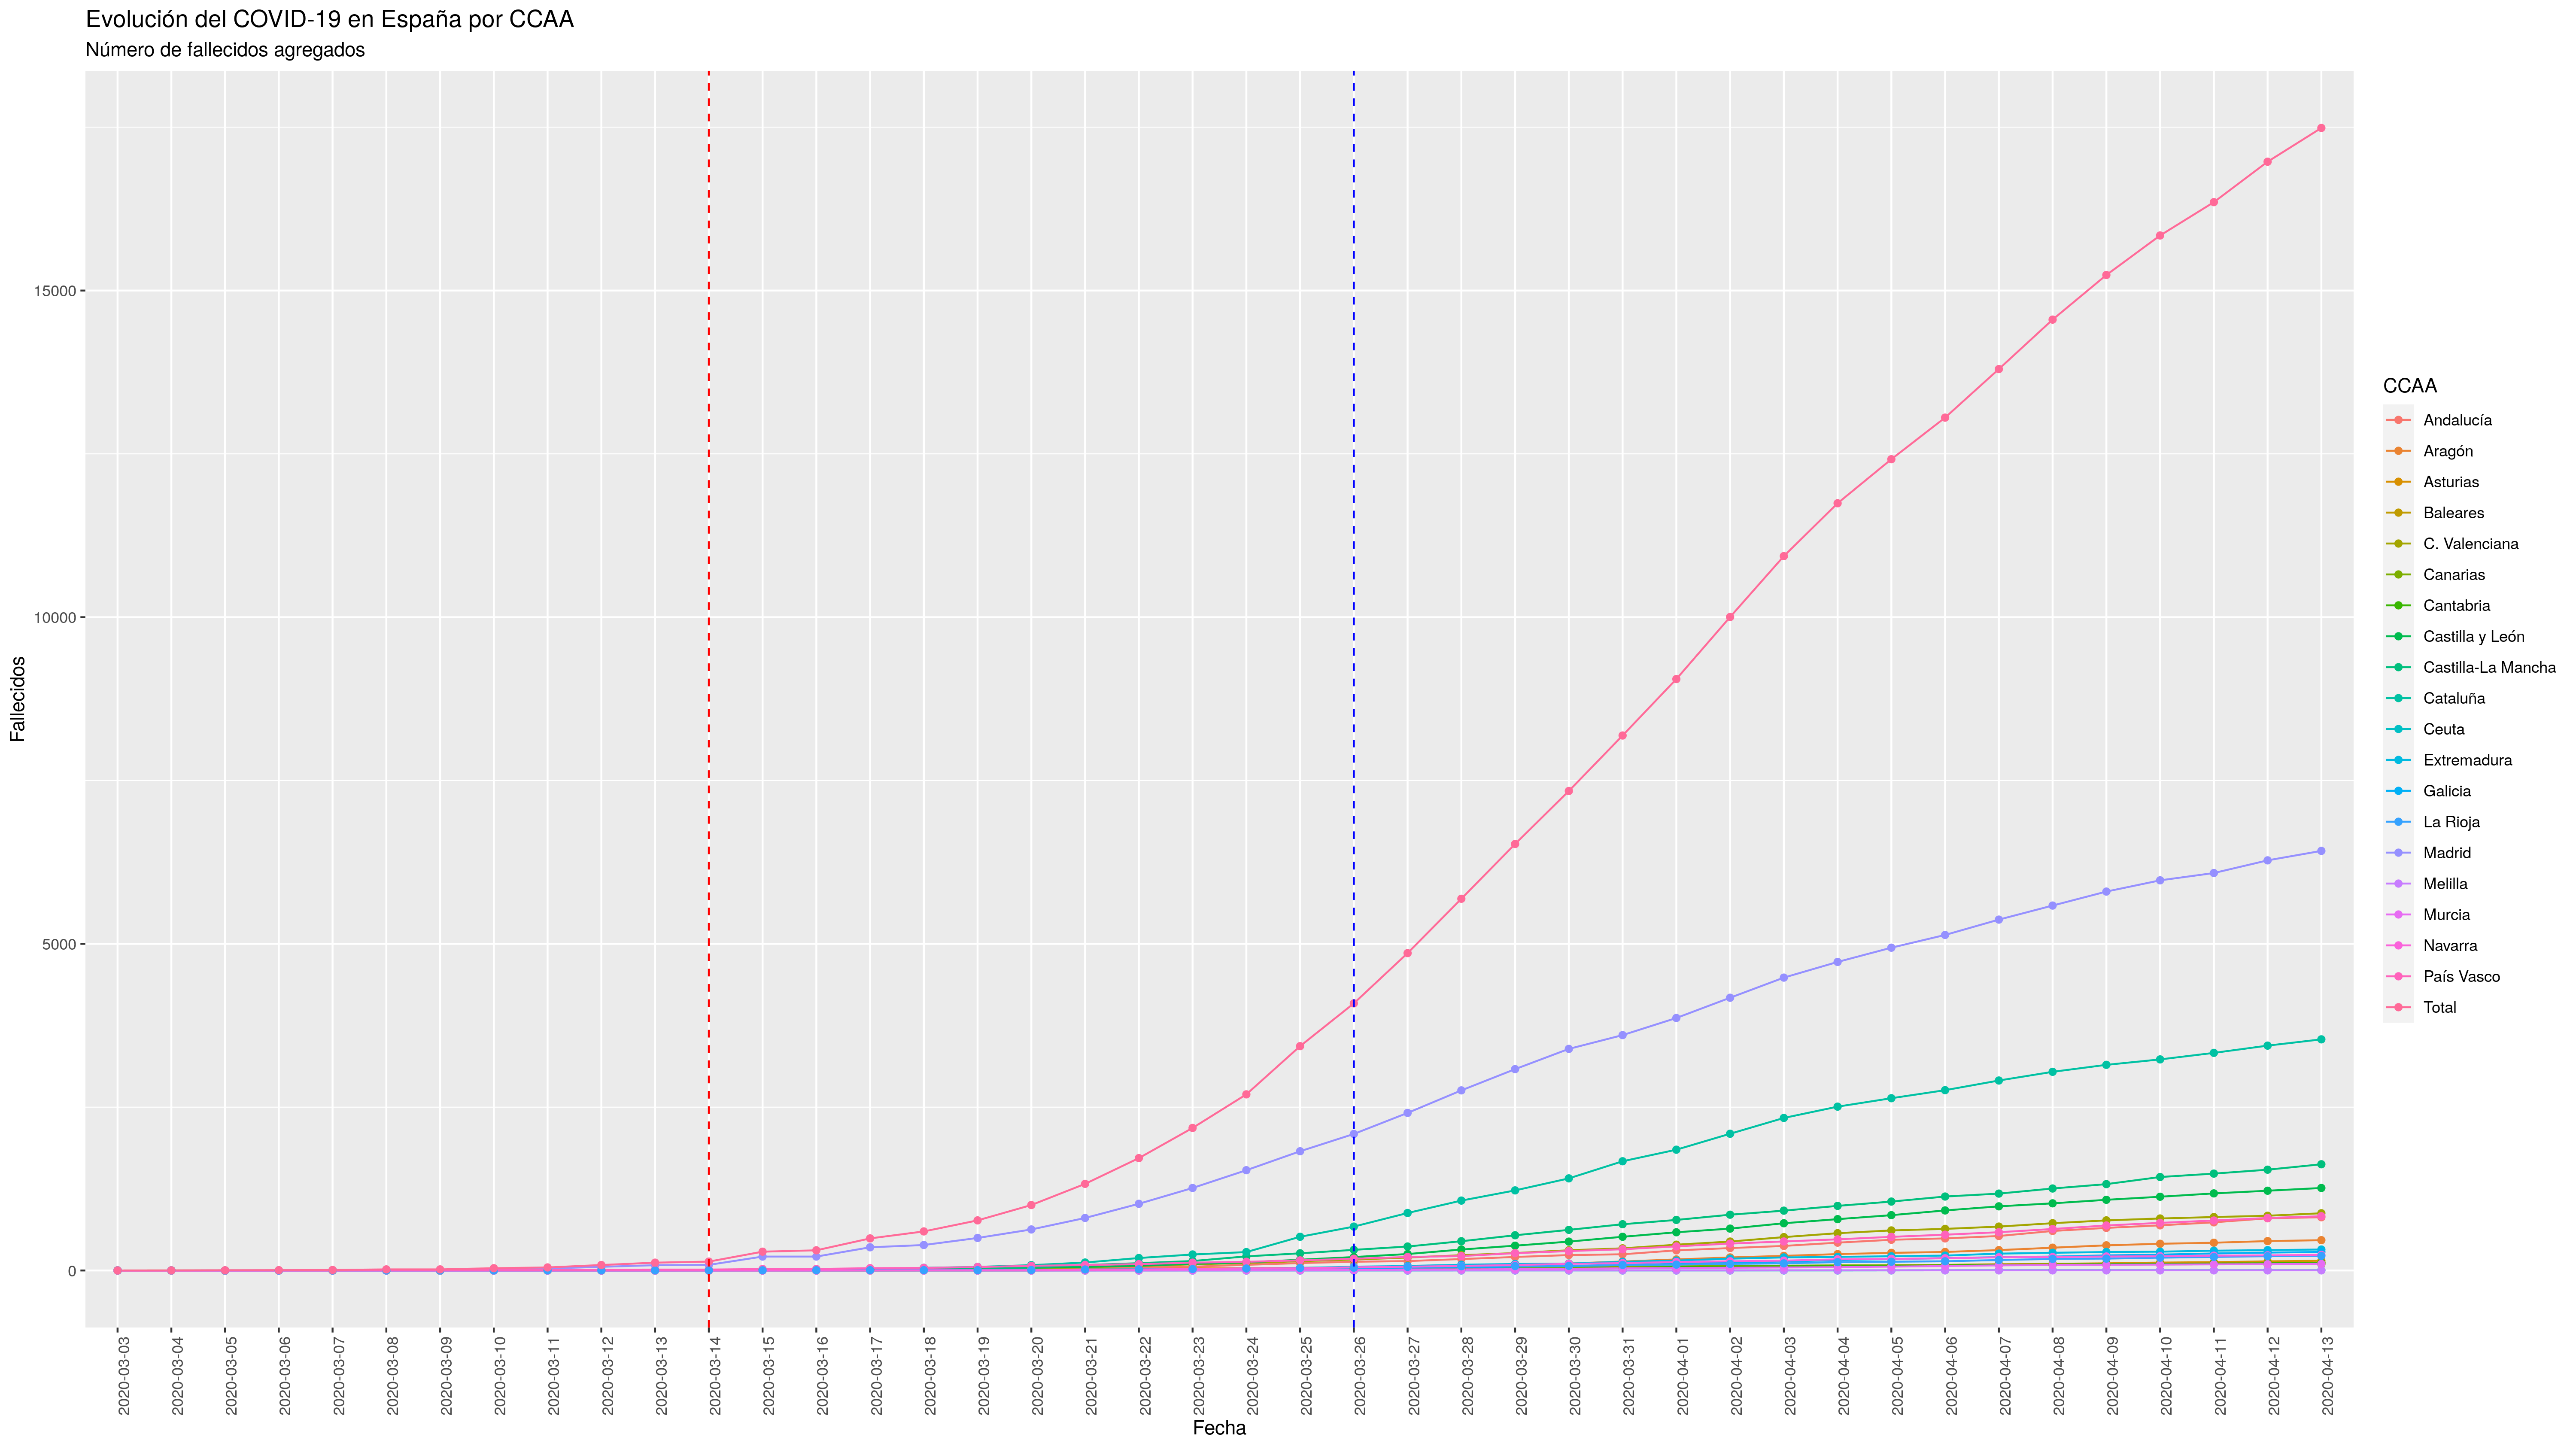 Evolución del COVID-19 en España por CCAA
Número de fallecidos agregados
Fallecidos
15000
10000
5000
0
2020-03-03
2020-03-04
2020-03-05
2020-03-06
2020-03-07
2020-03-08
2020-03-09
2020-03-10
2020-03-11
2020-03-12
2020-03-13
2020-03-14
2020-03-15
2020-03-16
2020-03-17
2020-03-18
2020-03-19
2020-03-20
2020-03-21
2020-03-22
2020-03-23
2020-03-24
2020-03-25
2020-03-26
2020-03-27
2020-03-28
2020-03-29
2020-03-30
2020-03-31
2020-04-01
2020-04-02
2020-04-03
2020-04-04
2020-04-05
2020-04-06
2020-04-07
2020-04-08
2020-04-09
2020-04-10
2020-04-11
2020-04-12
2020-04-13
Fecha
CCAA
Andalucía
Aragón
Asturias
Baleares
C. Valenciana
Canarias
Cantabria
Castilla y León
Castilla-La Mancha
Cataluña
Ceuta
Extremadura
Galicia
La Rioja
Madrid
Melilla
Murcia
Navarra
País Vasco
Total